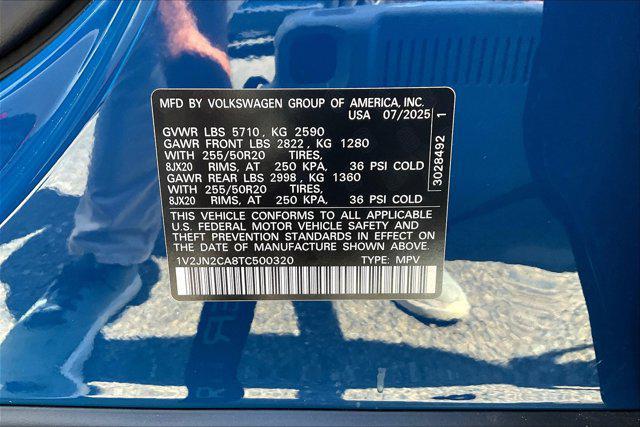 MFD BY VOLKSWAGEN GROUP OF AMERICA, INC.
USA 07/2025
GVWR LBS 5710, KG 2590
GAWR FRONT LBS 2822, KG 1280
WITH 255/50R20 TIRES,
8JX20 RIMS, AT 250 KPA, 36 PSI COLD
GAWR REAR LBS 2998, KG 1360
WITH 255/50R20 TIRES,
8JX20 RIMS, AT 250 KPA, 36 PSI COLD
THIS VEHICLE CONFORMS TO ALL APPLICABLE
U.S. FEDERAL MOTOR VEHICLE SAFETY AND
THEFT PREVENTION STANDARDS IN EFFECT ON THE
DATE OF MANUFACTURE SHOWN ABOVE.
1V2JN2CA8TC500320 TYPE: MPV
3028492 1